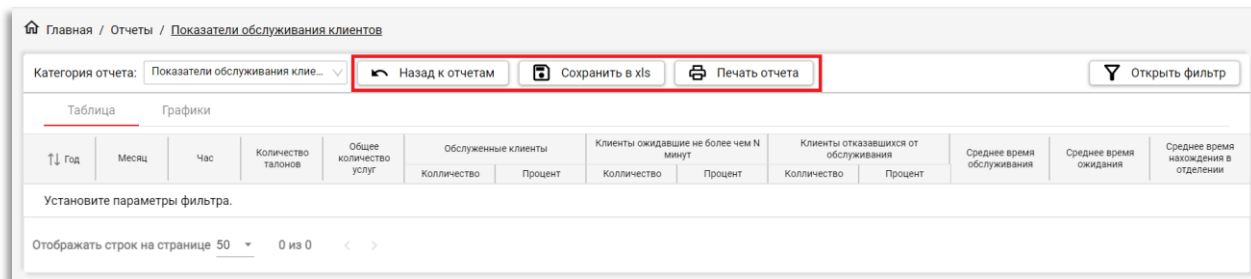 Главная / Отчеты / Показатели обслуживания клиентов
Категория отчета: Показатели обслуживания клие... Назад к отчетам Сохранить в xls Печать отчета Открыть фильтр
Таблица Графики
Год Месяц Час Количество талонов Общее количество услуг Обслуженные клиенты Клиенты ожидавшие не более чем N минут Клиенты отказавшихся от обслуживания Среднее время обслуживания Среднее время ожидания Среднее время нахождения в отделении
Колличество Процент Колличество Процент Колличество Процент
Установите параметры фильтра.
Отображать строк на странице 50 0 из 0